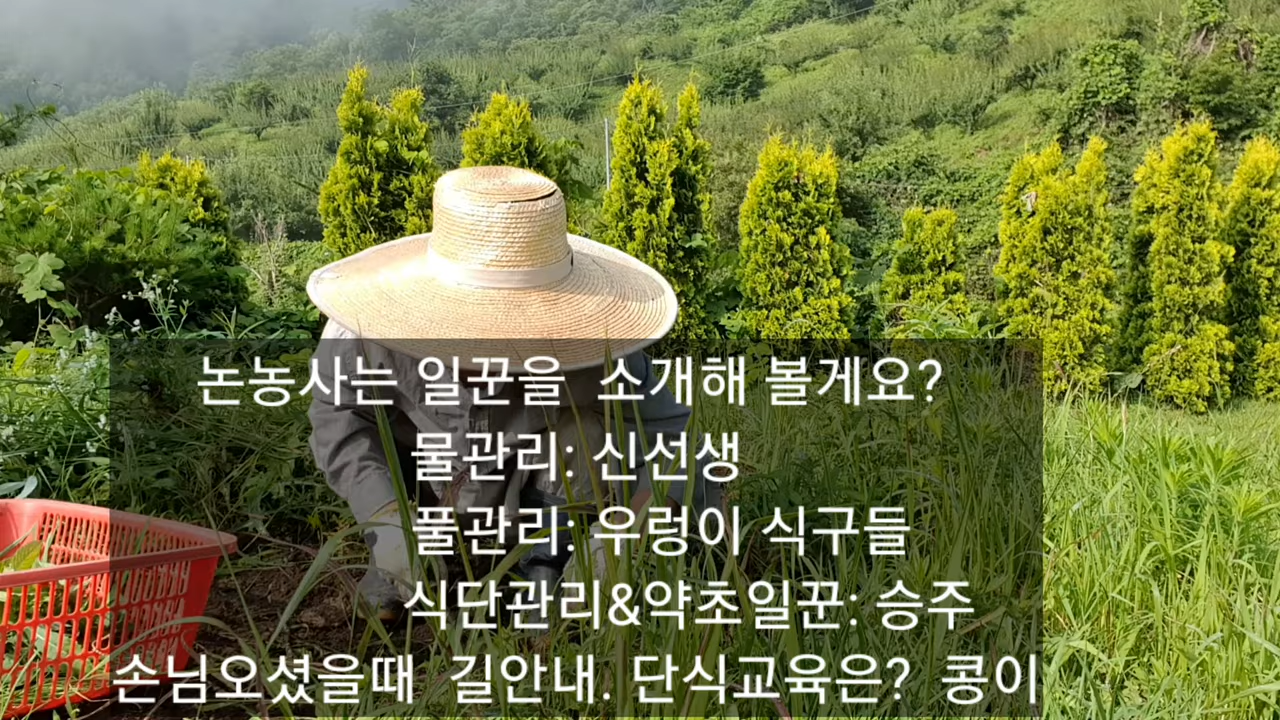 논농사는 일꾼을 소개해 볼게요?
물관리: 신선생
풀관리: 우렁이 식구들
식단관리&약초일꾼: 승주
손님오셨을때 길안내. 단식교육은? 콩이